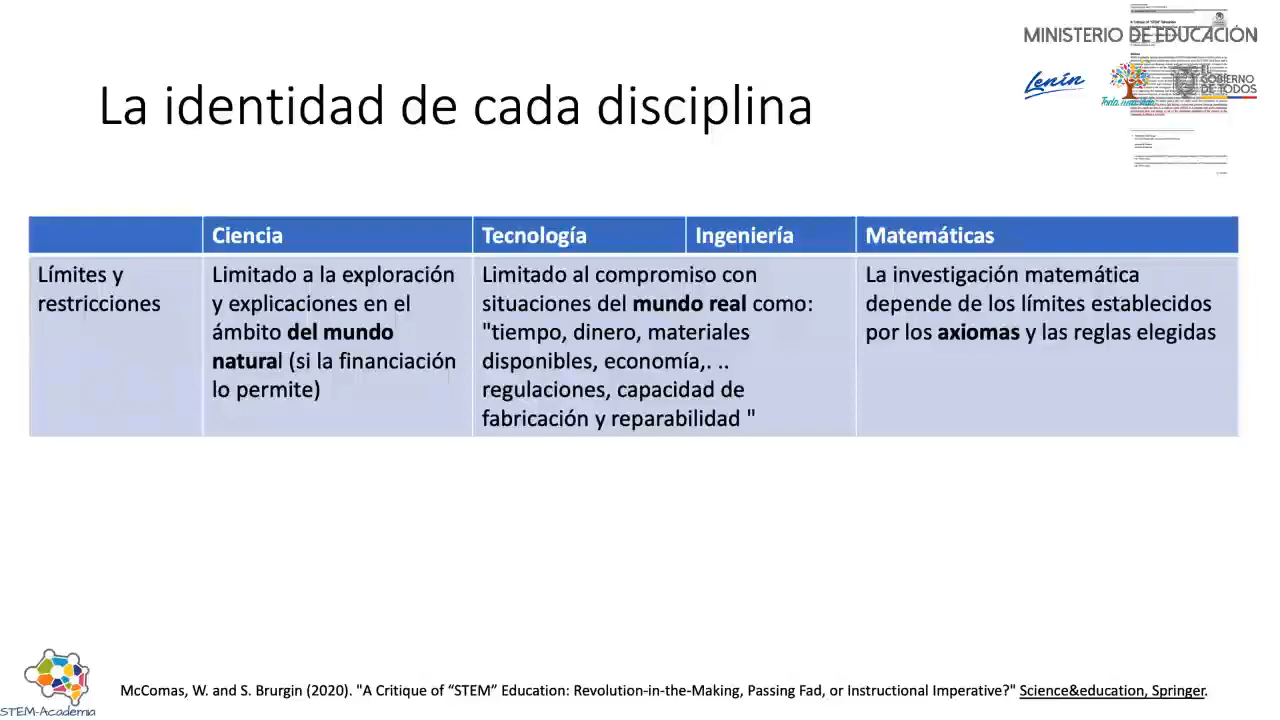 MINISTERIO DE EDUCACIÓN
Lenín
EL
GOBIERNO
DE TODOS
La identidad de cada disciplina
Ciencia
Tecnología
Ingeniería
Matemáticas
Límites y
restricciones
Limitado a la exploración
y explicaciones en el
ámbito del mundo
natural (si la financiación
lo permite)
Limitado al compromiso con
situaciones del mundo real como:
"tiempo, dinero, materiales
disponibles, economía,. ..
regulaciones, capacidad de
fabricación y reparabilidad "
La investigación matemática
depende de los límites establecidos
por los axiomas y las reglas elegidas
STEM-Academia
McComas, W. and S. Brurgin (2020). "A Critique of “STEM” Education: Revolution-in-the-Making, Passing Fad, or Instructional Imperative?" Science&education, Springer.